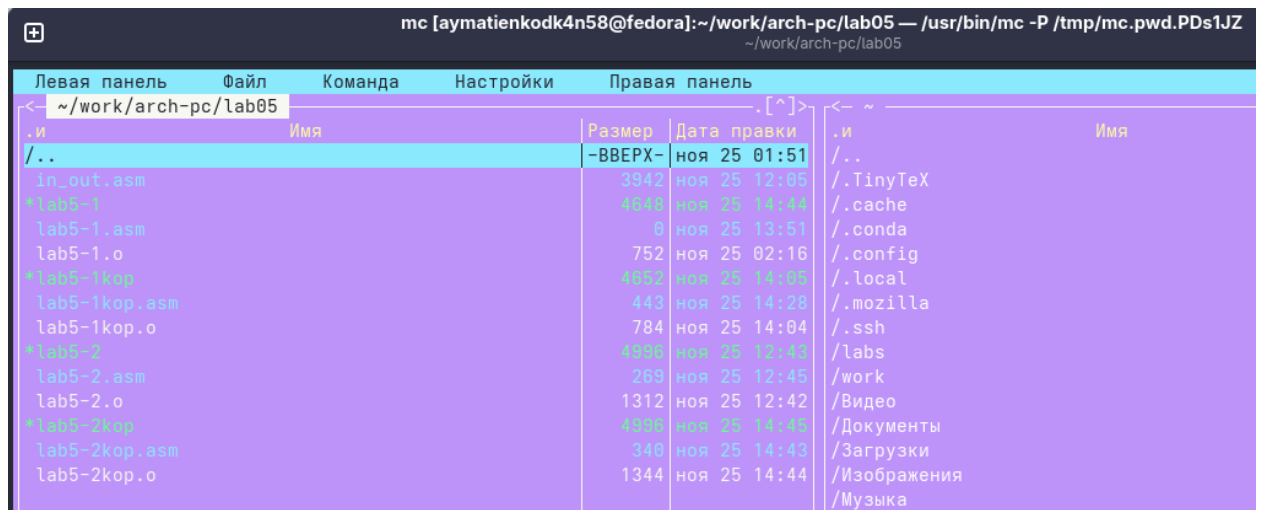 mc [aymatienkodk4n58@fedora]:~/work/arch-pc/lab05 — /usr/bin/mc -P /tmp/mc.pwd.PDs1JZ
~/work/arch-pc/lab05
Левая панель Файл Команда Настройки Правая панель
<— ~/work/arch-pc/lab05 .[^]> <— ~
.и Имя Размер Дата правки .и Имя
/.. -ВВЕРХ- ноя 25 01:51 /..
in_out.asm 3942 ноя 25 12:05 /.TinyTeX
*lab5-1 4648 ноя 25 14:44 /.cache
lab5-1.asm 0 ноя 25 13:51 /.conda
lab5-1.o 752 ноя 25 02:16 /.config
*lab5-1kop 4652 ноя 25 14:05 /.local
lab5-1kop.asm 443 ноя 25 14:28 /.mozilla
lab5-1kop.o 784 ноя 25 14:04 /.ssh
*lab5-2 4996 ноя 25 12:43 /labs
lab5-2.asm 269 ноя 25 12:45 /work
lab5-2.o 1312 ноя 25 12:42 /Видео
*lab5-2kop 4996 ноя 25 14:45 /Документы
lab5-2kop.asm 340 ноя 25 14:43 /Загрузки
lab5-2kop.o 1344 ноя 25 14:44 /Изображения
/Музыка